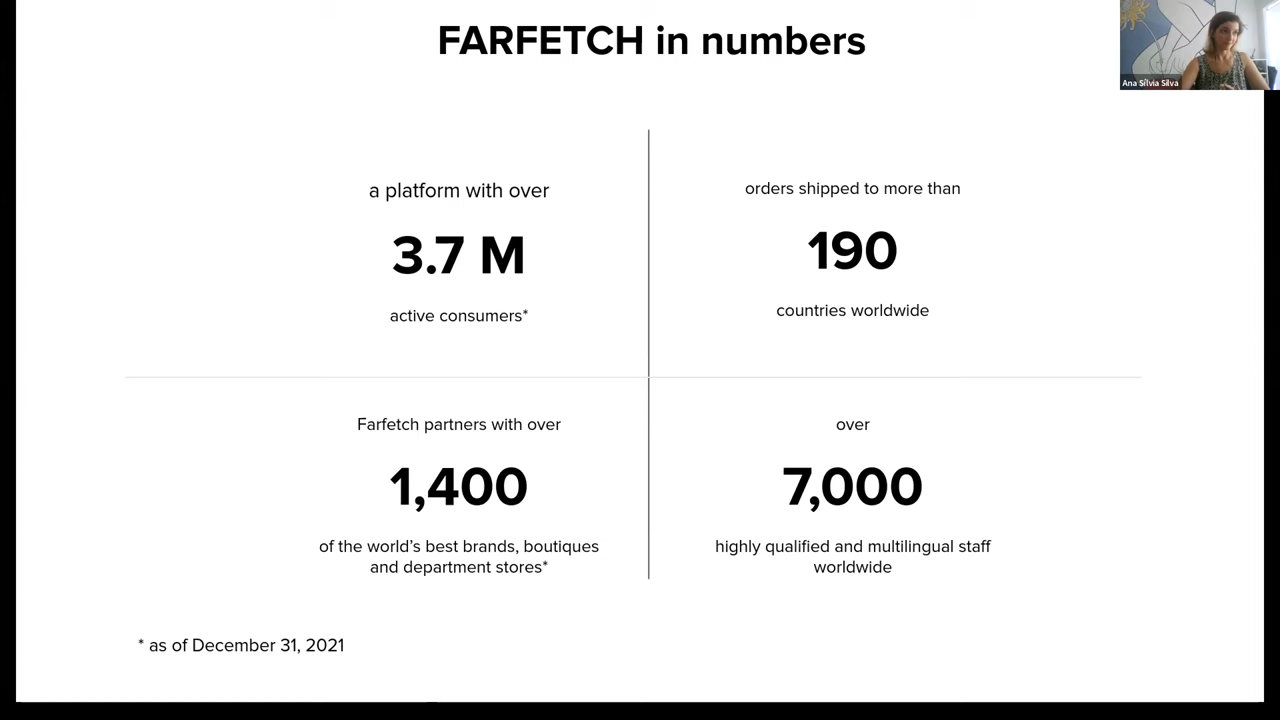 FARFETCH in numbers
Ana Sílvia Silva
a platform with over
3.7 M
active consumers*
orders shipped to more than
190
countries worldwide
Farfetch partners with over
1,400
of the world's best brands, boutiques
and department stores*
over
7,000
highly qualified and multilingual staff
worldwide
* as of December 31, 2021